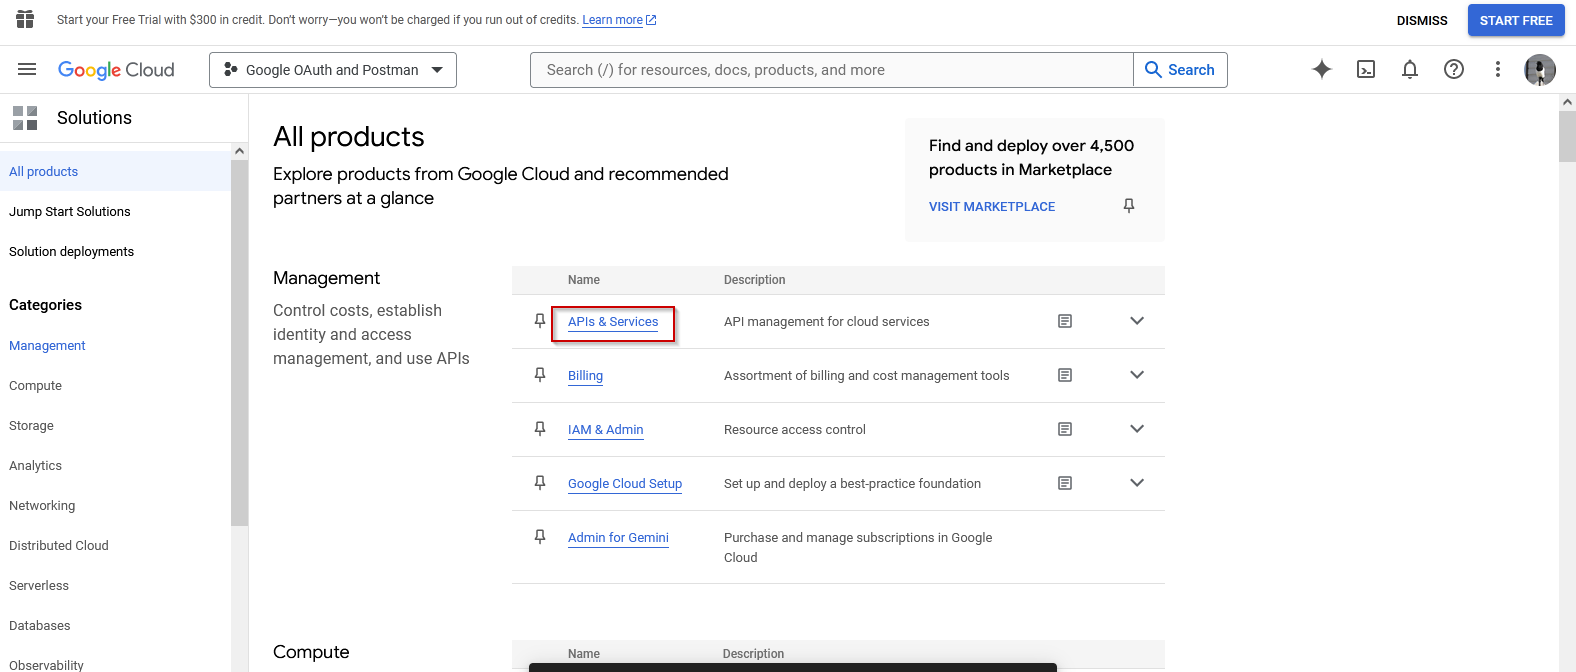 Start your Free Trial with $300 in credit. Don't worry—you won't be charged if you run out of credits. Learn more
DISMISS
START FREE
Google Cloud
Google OAuth and Postman
Search (/) for resources, docs, products, and more
Search
Solutions
All products
Jump Start Solutions
Solution deployments
Categories
Management
Compute
Storage
Analytics
Networking
Distributed Cloud
Serverless
Databases
Observability
All products
Explore products from Google Cloud and recommended
partners at a glance
Find and deploy over 4,500
products in Marketplace
VISIT MARKETPLACE
Management
Control costs, establish
identity and access
management, and use APIs
Name Description
APIs & Services API management for cloud services
Billing Assortment of billing and cost management tools
IAM & Admin Resource access control
Google Cloud Setup Set up and deploy a best-practice foundation
Admin for Gemini Purchase and manage subscriptions in Google
Cloud
Compute
Name Description